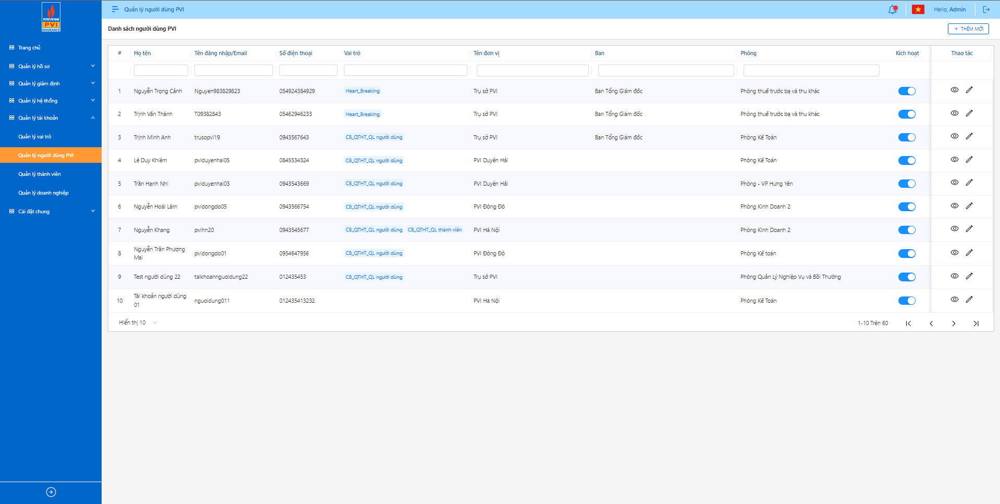 PETROVIETNAM
PVI
INSURANCE
Trang chủ
Quản lý hồ sơ
Quản lý giám định
Quản lý hệ thống
Quản lý tài khoản
Quản lý vai trò
Quản lý người dùng PVI
Quản lý thành viên
Quản lý doanh nghiệp
Cài đặt chung
Quản lý người dùng PVI
Hello, Admin
Danh sách người dùng PVI
+ THÊM MỚI
# Họ tên Tên đăng nhập/Email Số điện thoại Vai trò Tên đơn vị Ban Phòng Kích hoạt Thao tác
1 Nguyễn Trọng Cảnh Nguyen983829823 054924384929 Heart_Breaking Trụ sở PVI Ban Tổng Giám đốc Phòng thuế trước bạ và thu khác
2 Trịnh Văn Thành T09382843 05462946233 Heart_Breaking Trụ sở PVI Ban Tổng Giám đốc Phòng thuế trước bạ và thu khác
3 Trịnh Minh Anh trusopvi19 0943567643 CB_QTHT_QL người dùng Trụ sở PVI Ban Tổng Giám đốc Phòng Kế Toán
4 Lê Duy Khiêm pviduyenhai05 0845534324 CB_QTHT_QL người dùng PVI Duyên Hải Phòng Kế Toán
5 Trần Hạnh Nhi pviduyenhai03 0943543669 CB_QTHT_QL người dùng PVI Duyên Hải Phòng - VP Hưng Yên
6 Nguyễn Hoài Lâm pvidongdo05 0943566754 CB_QTHT_QL người dùng PVI Đông Đô Phòng Kinh Doanh 2
7 Nguyễn Khang pvihn20 0943545677 CB_QTHT_QL người dùng CB_QTHT_QL thành viên PVI Hà Nội Phòng Kinh Doanh 2
8 Nguyễn Trần Phương Mai pvidongdo01 0954647956 CB_QTHT_QL người dùng PVI Đông Đô Phòng Kế toán
9 Test người dùng 22 taikhoannguoidung22 012435453 CB_QTHT_QL người dùng Trụ sở PVI Phòng Quản Lý Nghiệp Vụ và Bồi Thường
10 Tài khoản người dùng 01 nguoidung011 012435413232 PVI Hà Nội Phòng Kế Toán
Hiển thị 10
1-10 Trên 60